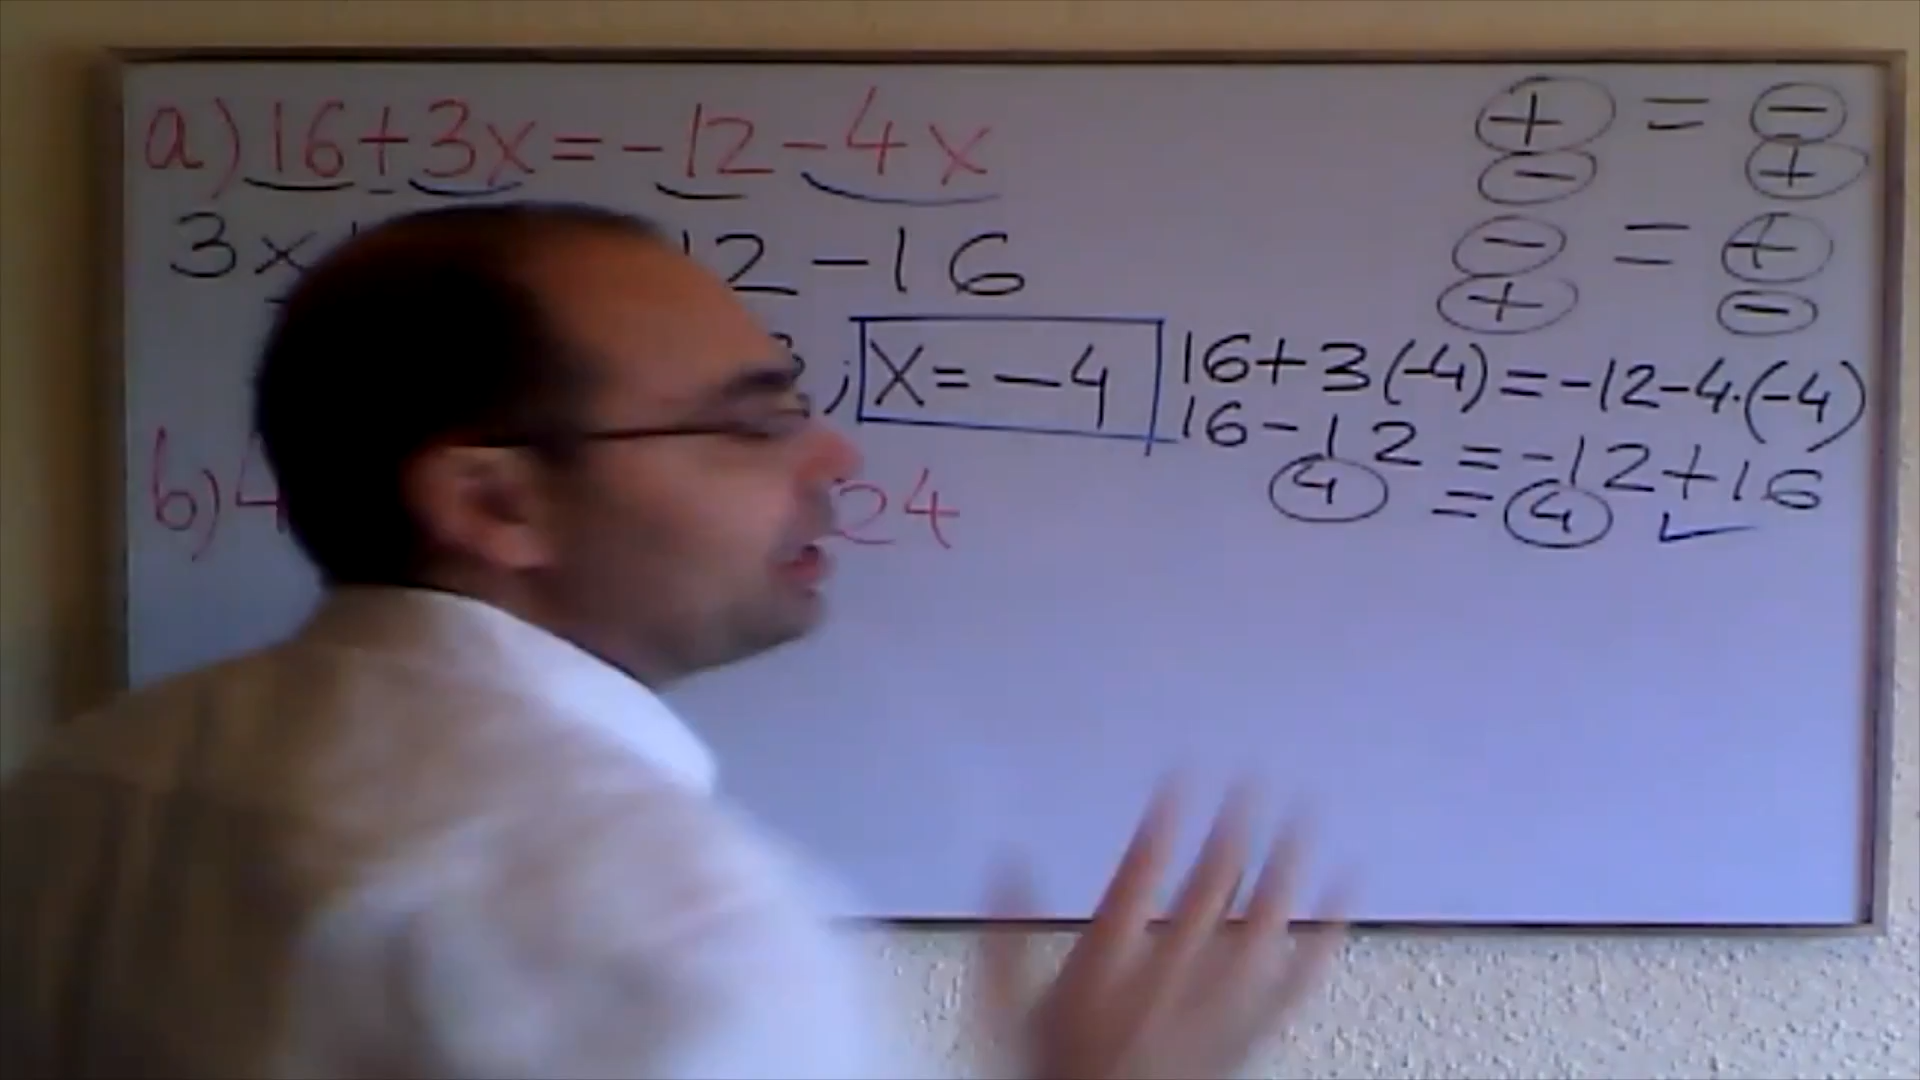 a) 16+3x=-12-4x
3x 12-16
; x=-4
b) 4 24
+ = -
- +
- = +
+ -
16+3(-4)=-12-4·(-4)
16-12=-12+16
4 = 4 ✓